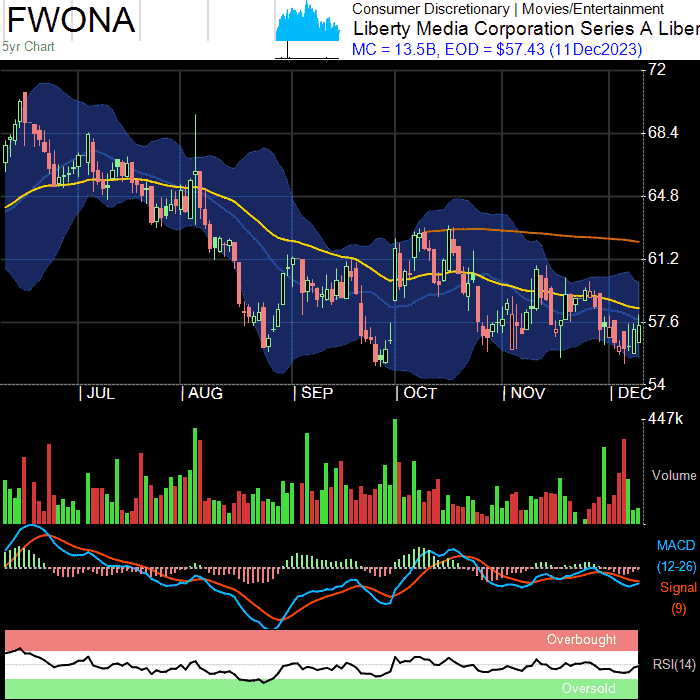 FWONA
5yr Chart
Consumer Discretionary | Movies/Entertainment
Liberty Media Corporation Series A Liber
MC = 13.5B, EOD = $57.43 (11Dec2023)
72
68.4
64.8
61.2
57.6
54
| JUL | AUG | SEP | OCT | NOV | DEC
447k
Volume
MACD
(12-26)
Signal
(9)
Overbought
RSI(14)
Oversold